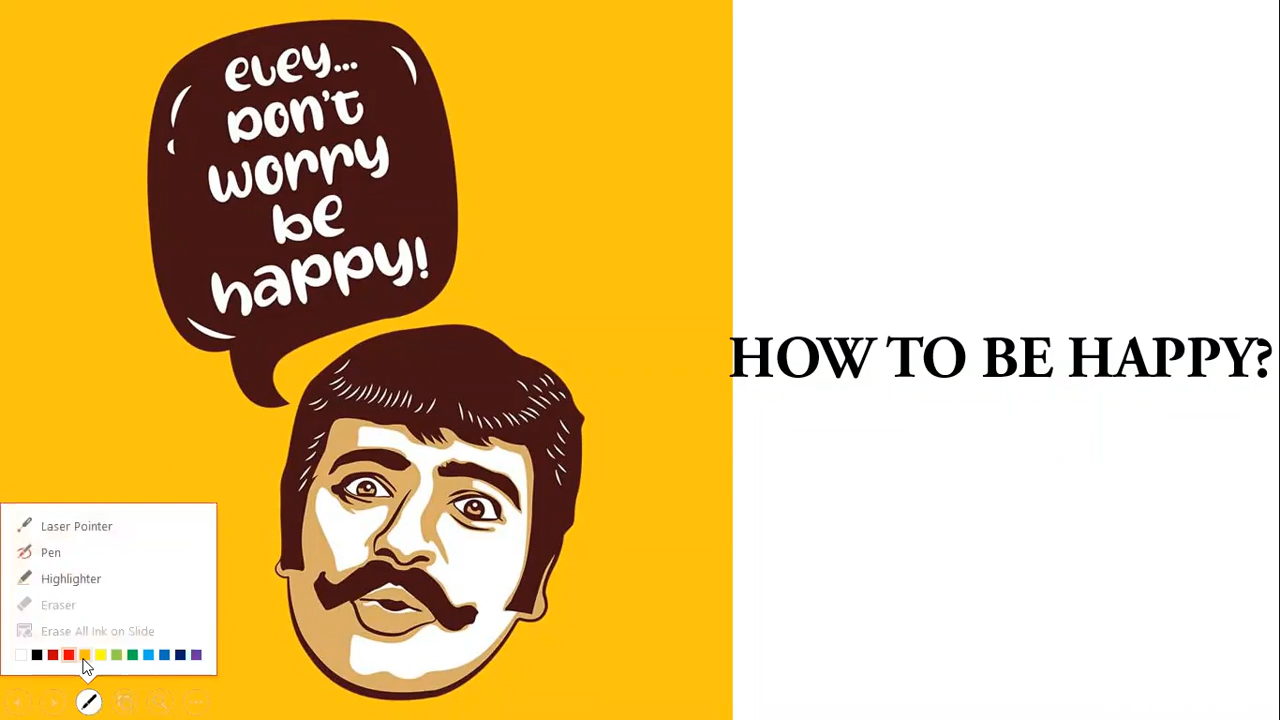 eley...
Don't
worry
be
happy!
HOW TO BE HAPPY?
Laser Pointer
Pen
Highlighter
Eraser
Erase All Ink on Slide